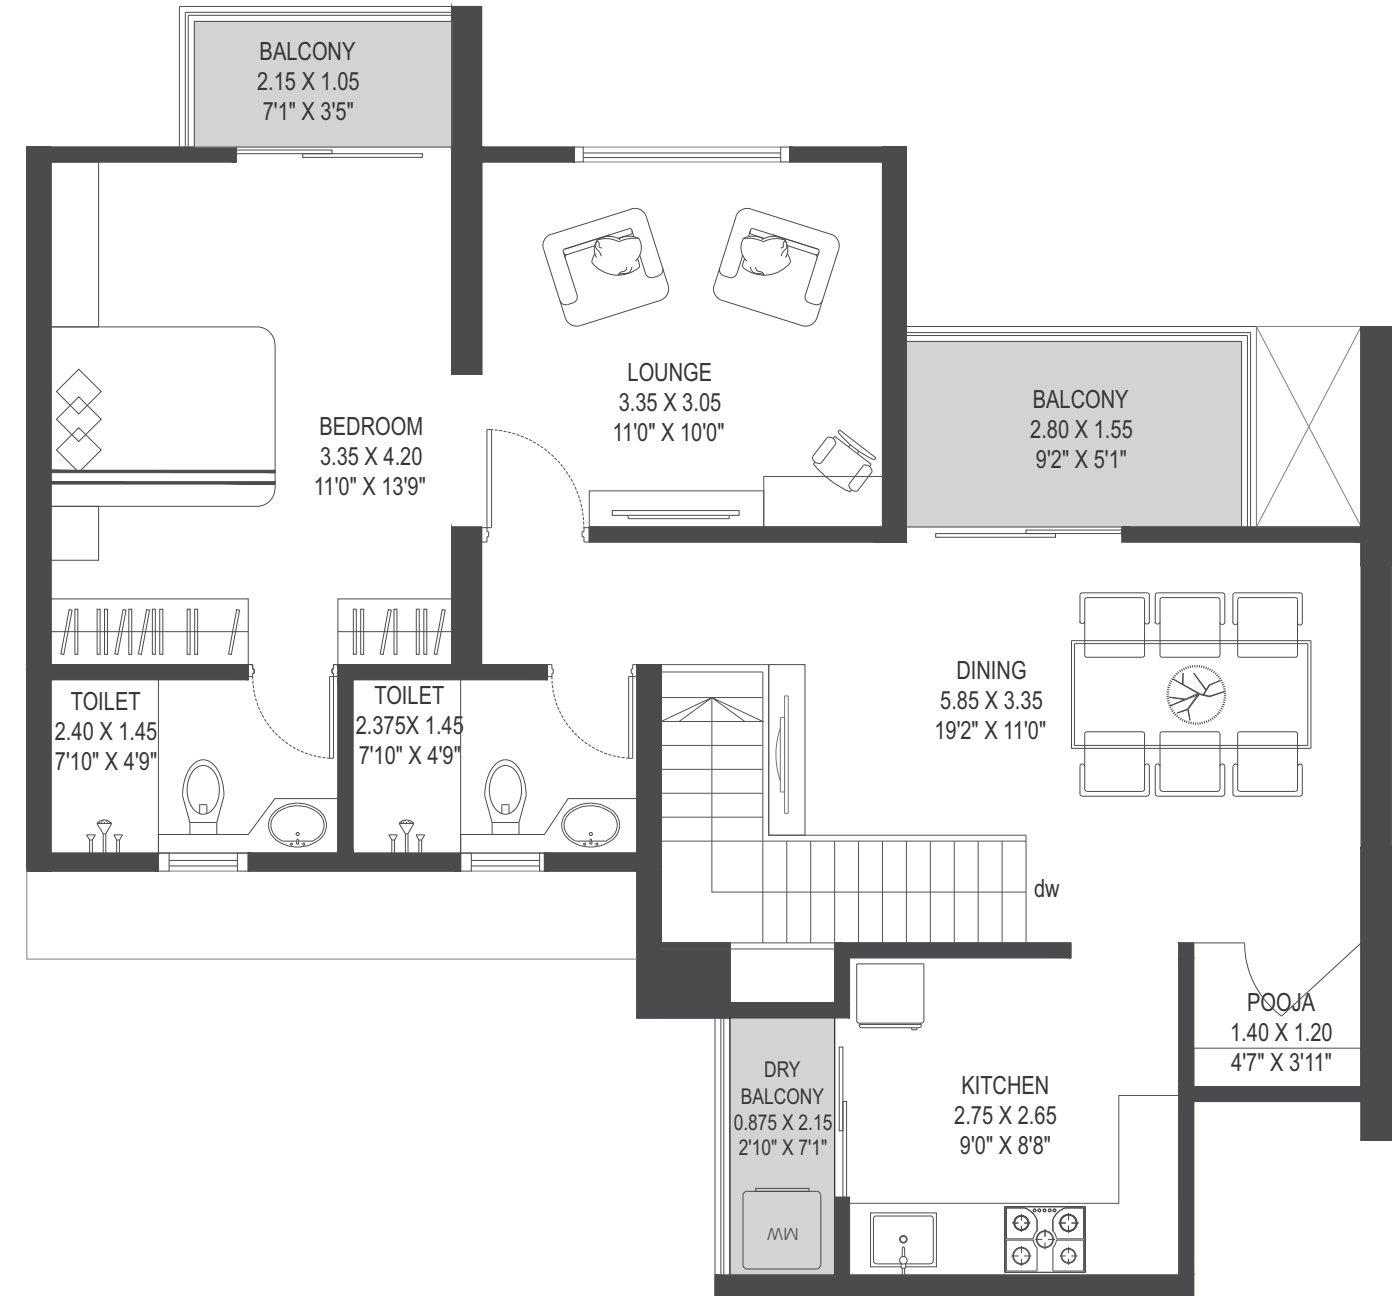 BALCONY
2.15 X 1.05
7'1" X 3'5"
LOUNGE
3.35 X 3.05
11'0" X 10'0"
BALCONY
2.80 X 1.55
9'2" X 5'1"
BEDROOM
3.35 X 4.20
11'0" X 13'9"
DINING
5.85 X 3.35
19'2" X 11'0"
TOILET
2.40 X 1.45
7'10" X 4'9"
TOILET
2.375X 1.45
7'10" X 4'9"
dw
POOJA
1.40 X 1.20
4'7" X 3'11"
DRY
BALCONY
0.875 X 2.15
2'10" X 7'1"
KITCHEN
2.75 X 2.65
9'0" X 8'8"
MW